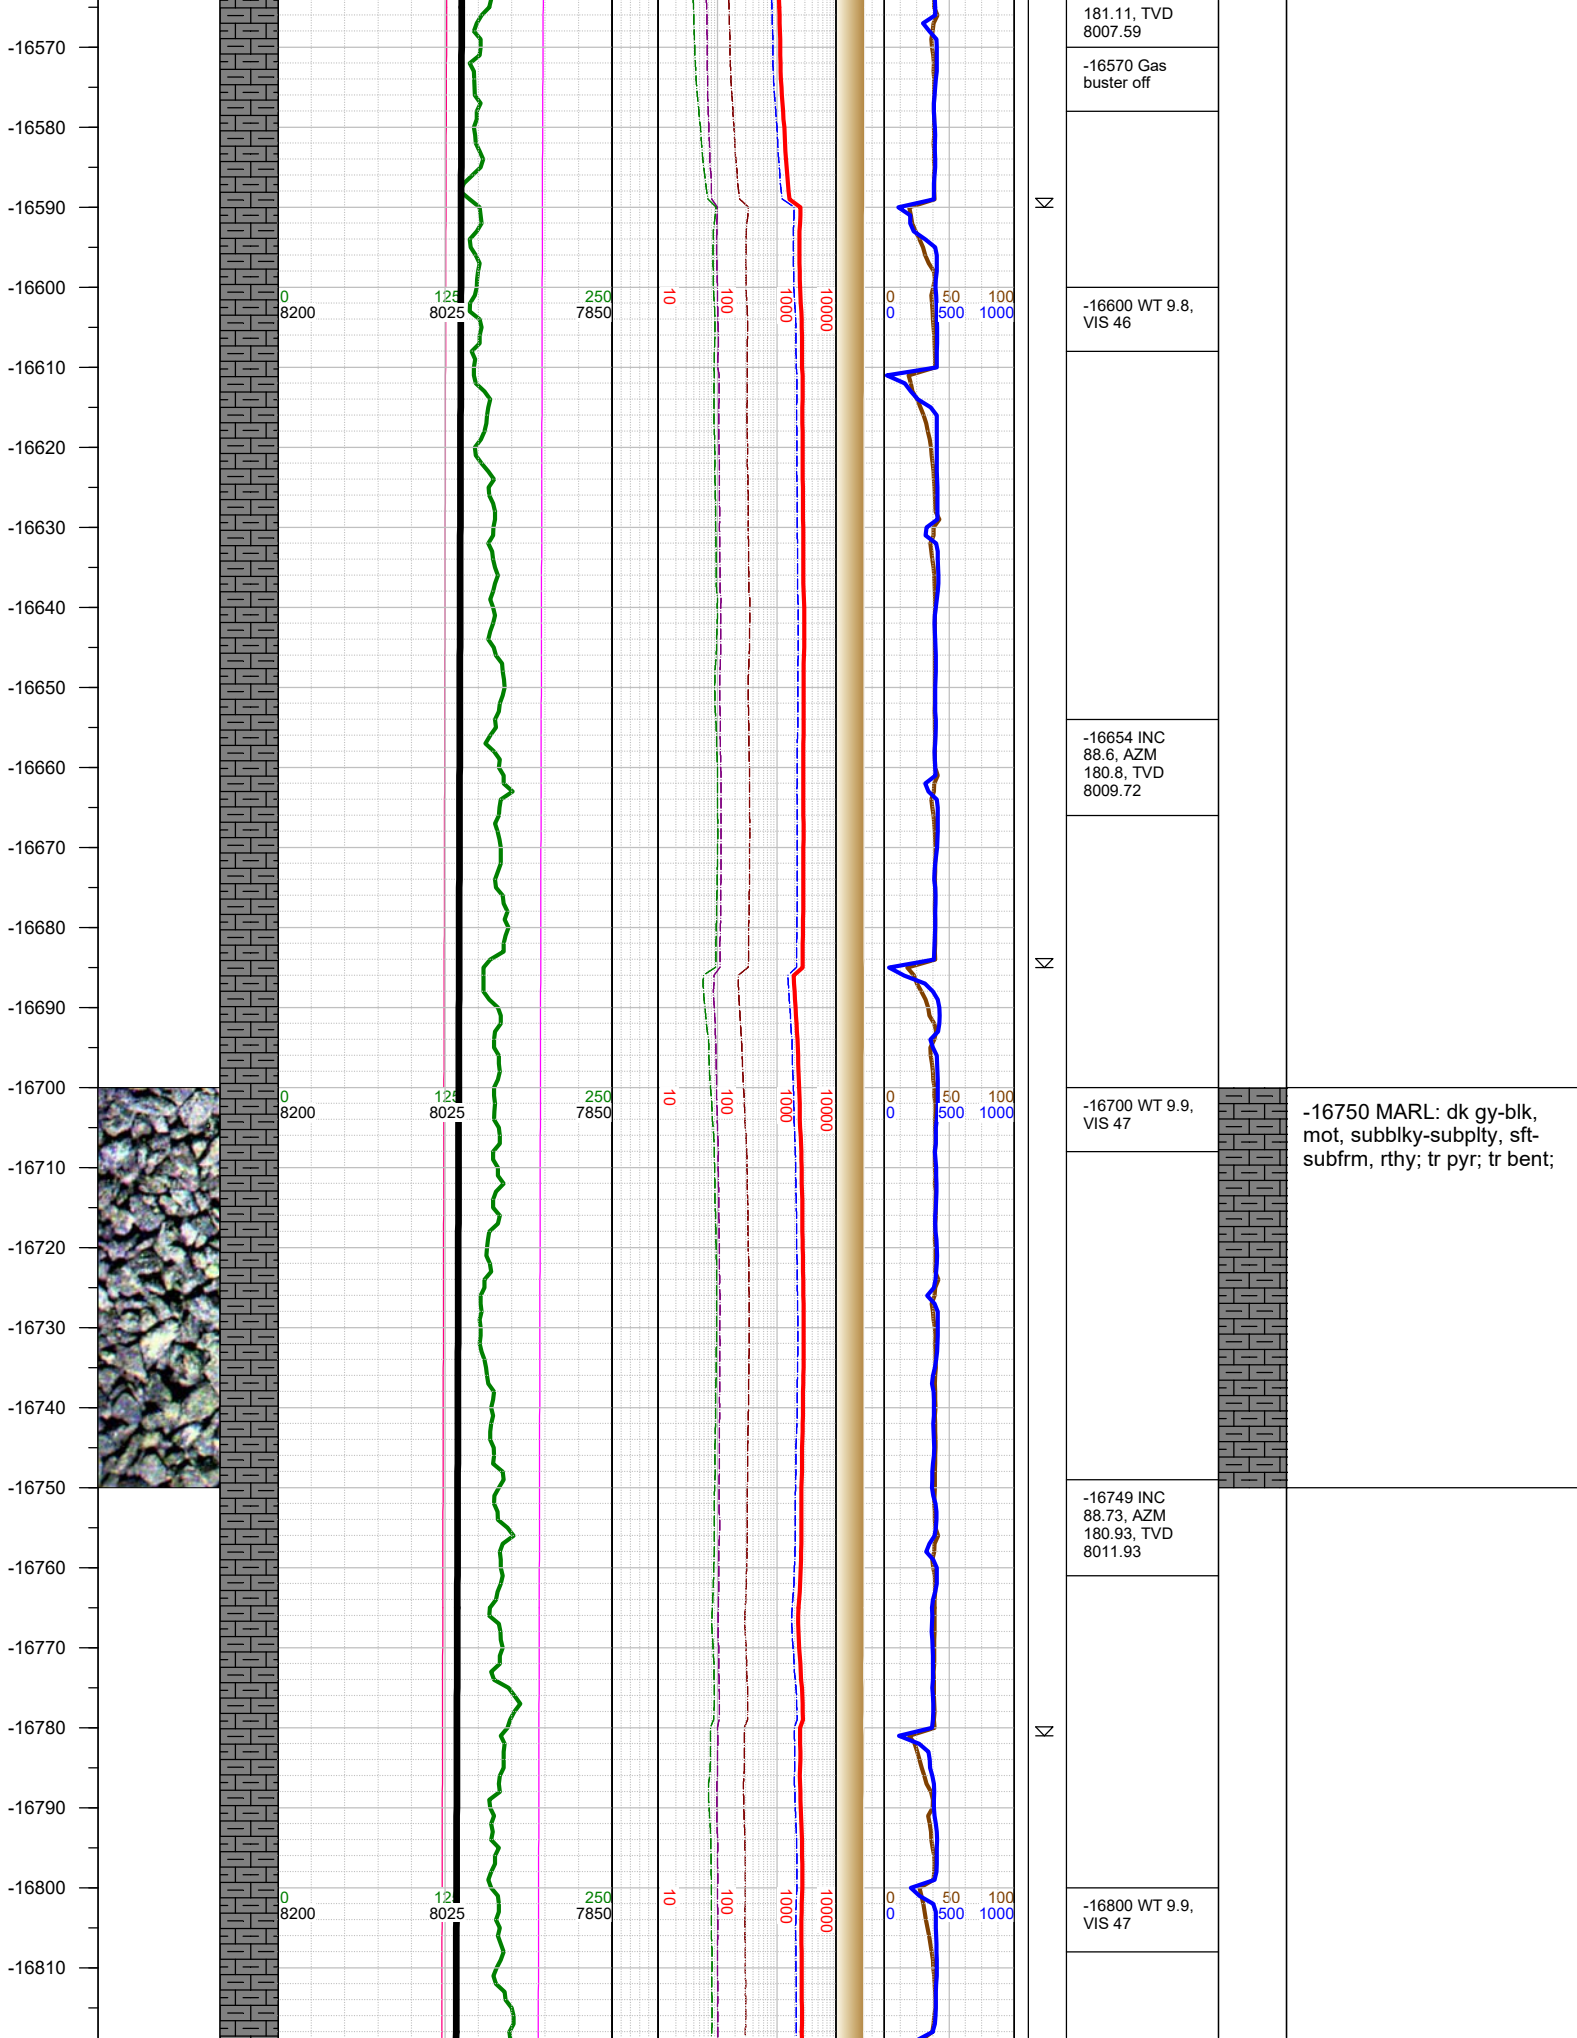 181.11, TVD
8007.59
-16570
-16570 Gas
buster off
-16580
-16590
-16600
0 125 250
8200 8025 7850
10 100 1000 10000
0 50 100
0 500 1000
-16600 WT 9.8,
VIS 46
-16610
-16620
-16630
-16640
-16650
-16654 INC
88.6, AZM
180.8, TVD
8009.72
-16660
-16670
-16680
-16690
-16700
0 125 250
8200 8025 7850
10 100 1000 10000
0 50 100
0 500 1000
-16700 WT 9.9,
VIS 47
-16750 MARL: dk gy-blk,
mot, subblky-subplty, sft-
subfrm, rthy; tr pyr; tr bent;
-16710
-16720
-16730
-16740
-16750
-16749 INC
88.73, AZM
180.93, TVD
8011.93
-16760
-16770
-16780
-16790
-16800
0 125 250
8200 8025 7850
10 100 1000 10000
0 50 100
0 500 1000
-16800 WT 9.9,
VIS 47
-16810